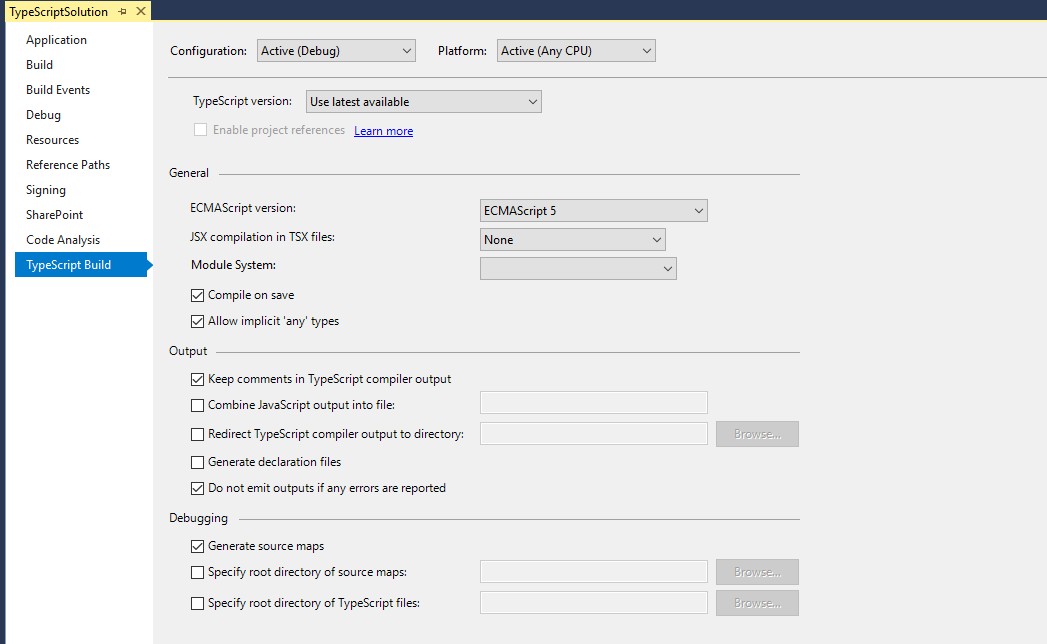 TypeScriptSolution
Application
Build
Build Events
Debug
Resources
Reference Paths
Signing
SharePoint
Code Analysis
TypeScript Build
Configuration: Active (Debug) Platform: Active (Any CPU)
TypeScript version: Use latest available
Enable project references Learn more
General
ECMAScript version: ECMAScript 5
JSX compilation in TSX files: None
Module System:
Compile on save
Allow implicit 'any' types
Output
Keep comments in TypeScript compiler output
Combine JavaScript output into file:
Redirect TypeScript compiler output to directory: Browse...
Generate declaration files
Do not emit outputs if any errors are reported
Debugging
Generate source maps
Specify root directory of source maps: Browse...
Specify root directory of TypeScript files: Browse...